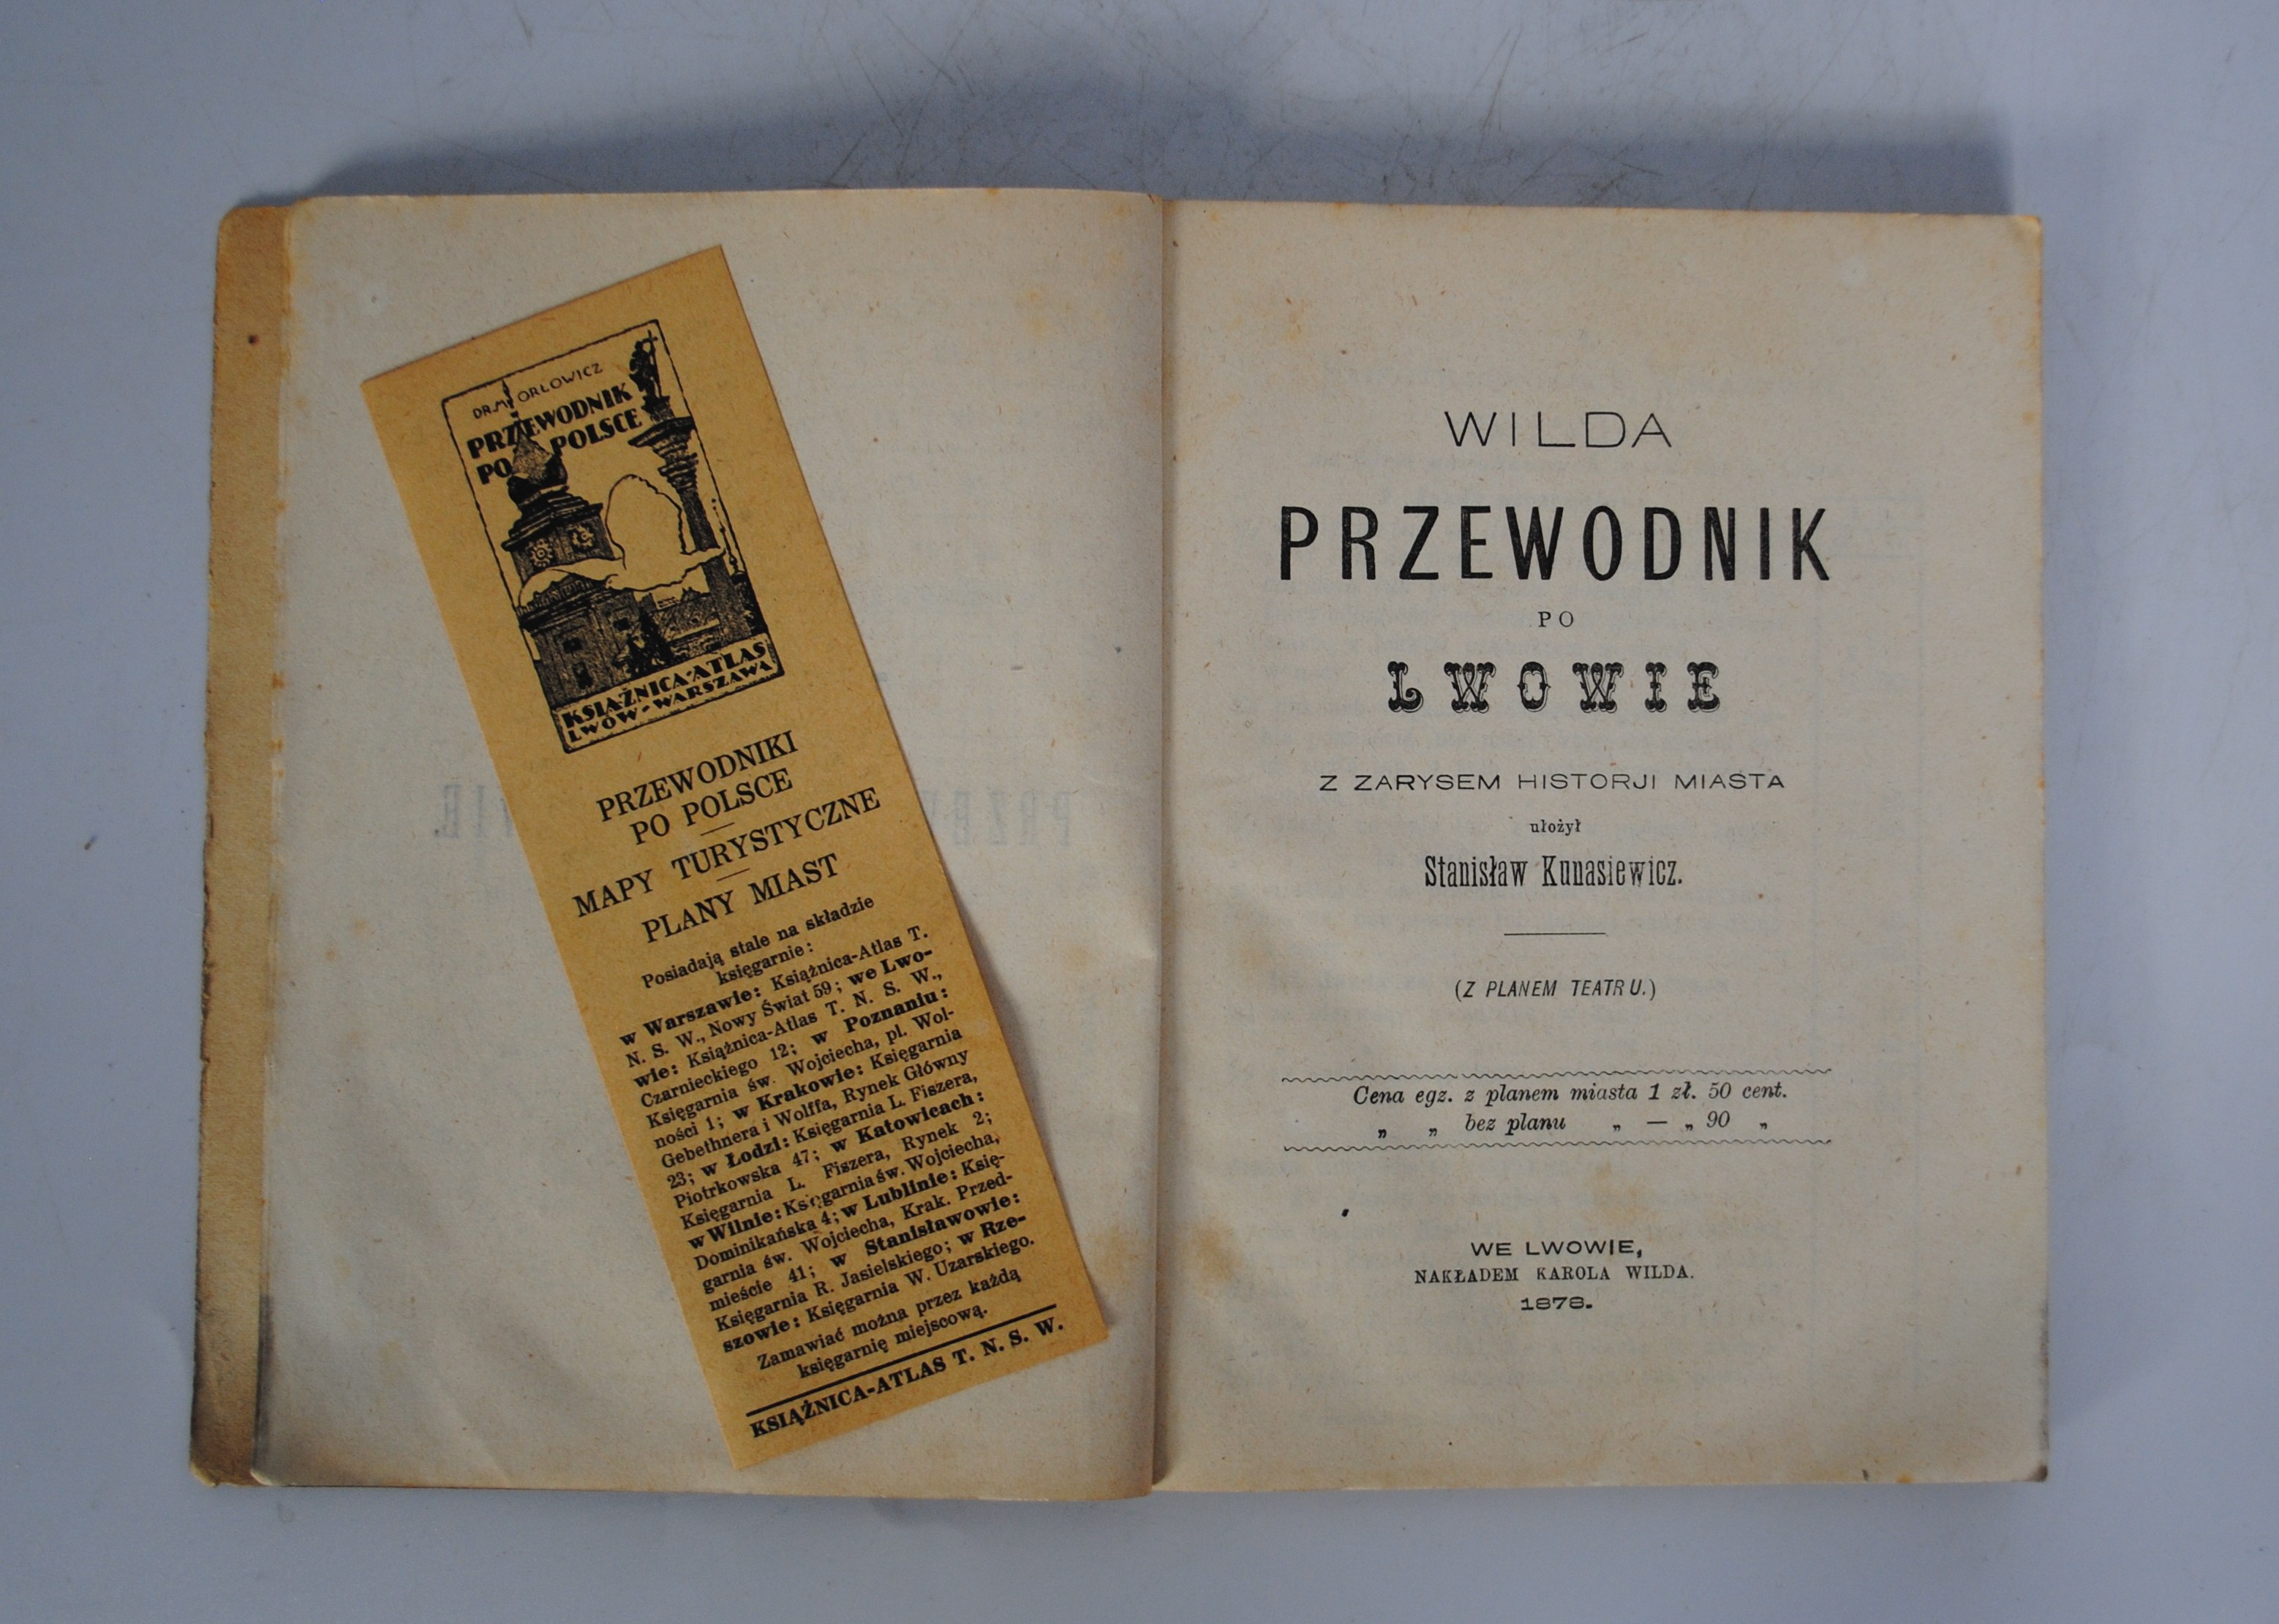 DR. M. ORŁOWICZ
PRZEWODNIK
PO POLSCE
KSIĄŻNICA-ATLAS
LWÓW-WARSZAWA
PRZEWODNIKI
PO POLSCE
MAPY TURYSTYCZNE
PLANY MIAST
Posiadają stale na składzie
księgarnie:
w Warszawie: Książnica-Atlas T.
N. S. W., Nowy Świat 59; we Lwo-
wie: Książnica-Atlas T. N. S. W.,
Czarnieckiego 12; w Poznaniu:
Księgarnia św. Wojciecha, pl. Wol-
ności 1; w Krakowie: Księgarnia
Gebethnera i Wolffa, Rynek Główny
23; w Łodzi: Księgarnia L. Fiszera,
Piotrkowska 47; w Katowicach:
Księgarnia L. Fiszera, Rynek 2;
w Wilnie: Księgarnia św. Wojciecha,
Dominikańska 4; w Lublinie: Księ-
garnia św. Wojciecha, Krak. Przed-
mieście 41; w Stanisławowie:
Księgarnia R. Jasielskiego; w Rze-
szowie: Księgarnia W. Uzarskiego.
Zamawiać można przez każdą
księgarnię miejscową.
KSIĄŻNICA-ATLAS T. N. S. W.
WILDA
PRZEWODNIK
PO
LWOWIE
Z ZARYSEM HISTORJI MIASTA
ułożył
Stanisław Kunasiewicz.
(Z PLANEM TEATRU.)
Cena egz. z planem miasta 1 zł. 50 cent.
„ „ bez planu „ — „ 90 „
WE LWOWIE,
NAKŁADEM KAROLA WILDA.
1878.